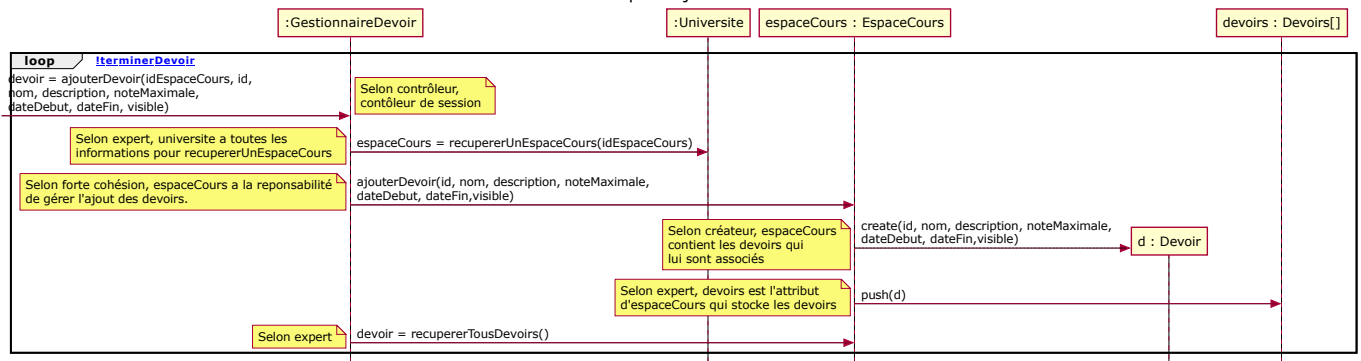 :GestionnaireDevoir
:Universite
espaceCours : EspaceCours
devoirs : Devoirs[]
loop
!terminerDevoir
devoir = ajouterDevoir(idEspaceCours, id,
nom, description, noteMaximale,
dateDebut, dateFin, visible)
Selon contrôleur,
contôleur de session
Selon expert, universite a toutes les
informations pour recupererUnEspaceCours
espaceCours = recupererUnEspaceCours(idEspaceCours)
Selon forte cohésion, espaceCours a la reponsabilité
de gérer l'ajout des devoirs.
ajouterDevoir(id, nom, description, noteMaximale,
dateDebut, dateFin,visible)
Selon créateur, espaceCours
contient les devoirs qui
lui sont associés
create(id, nom, description, noteMaximale,
dateDebut, dateFin,visible)
d : Devoir
Selon expert, devoirs est l'attribut
d'espaceCours qui stocke les devoirs
push(d)
Selon expert
devoir = recupererTousDevoirs()